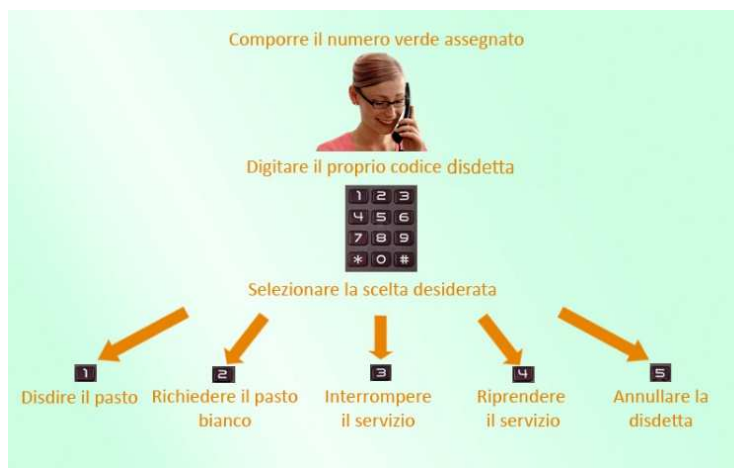 Comporre il numero verde assegnato
Digitare il proprio codice disdetta
1 2 3
4 5 6
7 8 9
* 0 #
Selezionare la scelta desiderata
1 2 3 4 5
Disdire il pasto Richiedere il pasto Interrompere Riprendere Annullare la
bianco il servizio il servizio disdetta